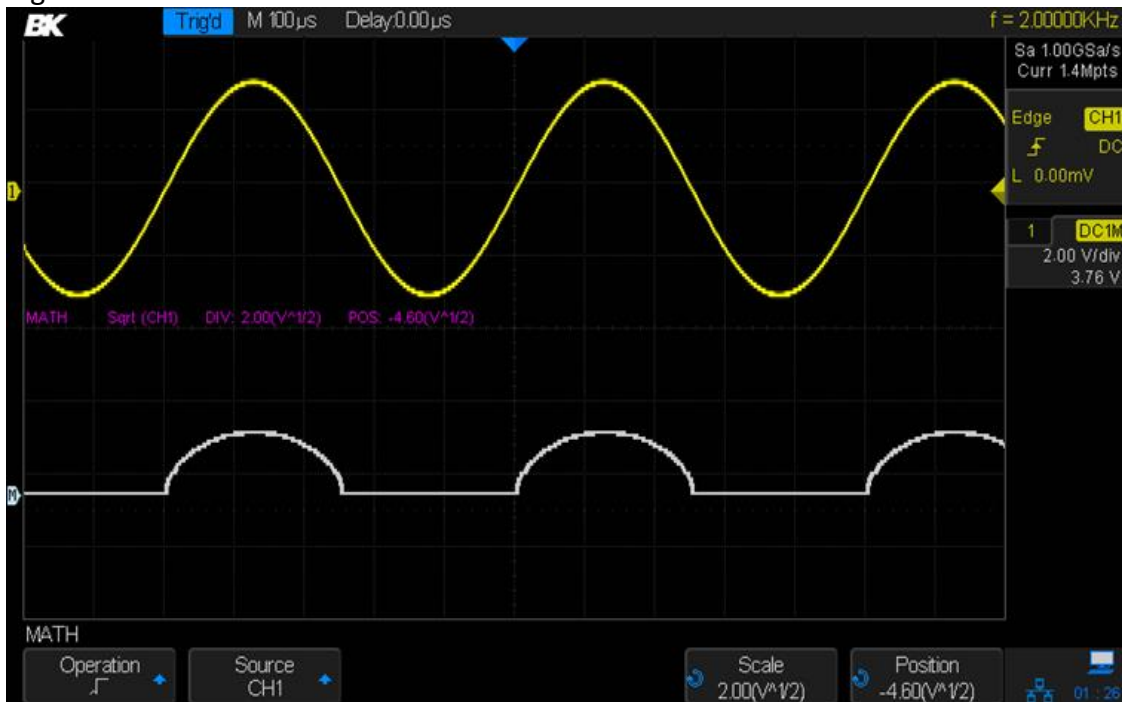 BK Trig'd M 100µs Delay:0.00µs f = 2.00000KHz
Sa 1.00GSa/s
Curr 1.4Mpts
Edge CH1
DC
L 0.00mV
1
1 DC1M
2.00 V/div
3.76 V
MATH Sqrt (CH1) DIV: 2.00(V^1/2) POS: -4.60(V^1/2)
M
MATH
Operation Source Scale Position
√ CH1 2.00(V^1/2) -4.60(V^1/2) 01 : 26